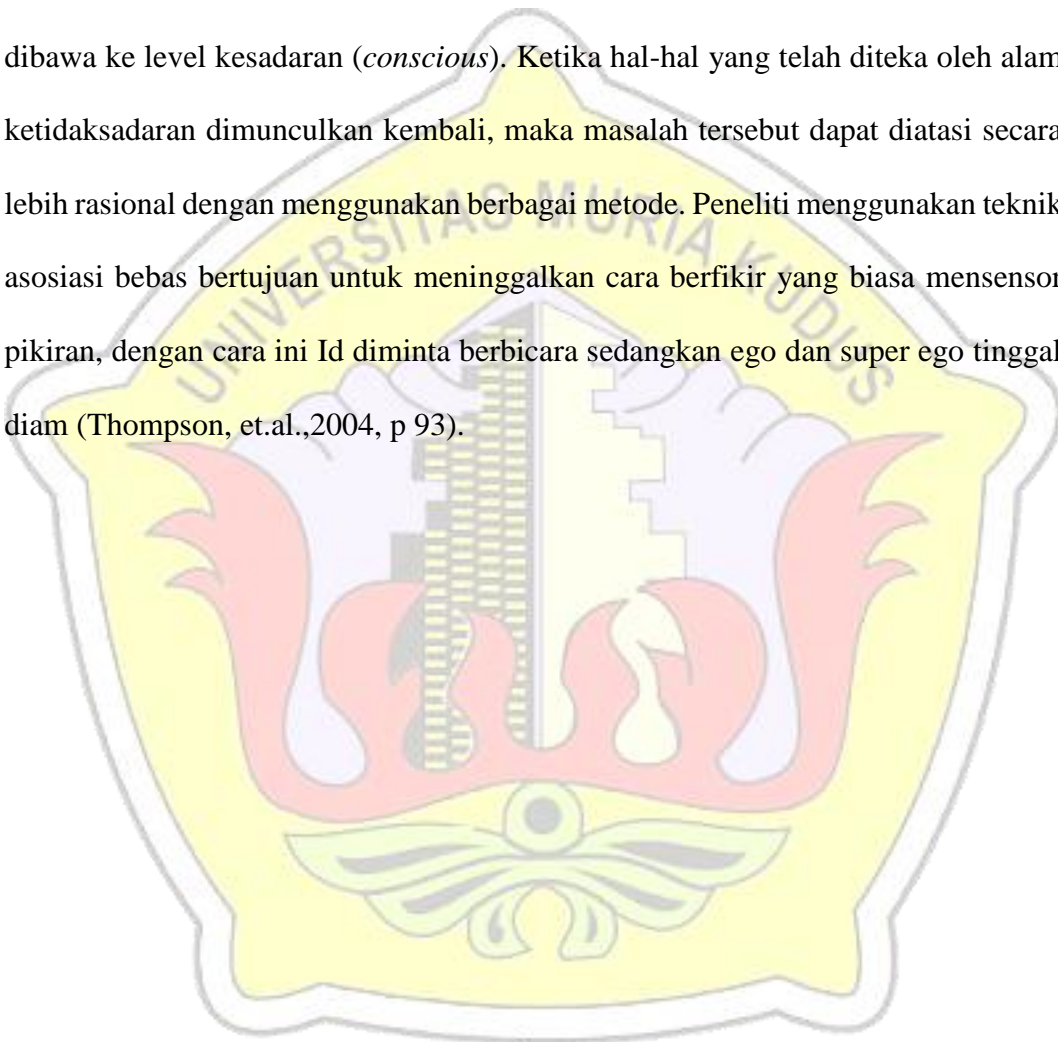 dibawa ke level kesadaran (conscious). Ketika hal-hal yang telah diteka oleh alam
ketidaksadaran dimunculkan kembali, maka masalah tersebut dapat diatasi secara
lebih rasional dengan menggunakan berbagai metode. Peneliti menggunakan teknik
asosiasi bebas bertujuan untuk meninggalkan cara berfikir yang biasa mensensor
pikiran, dengan cara ini Id diminta berbicara sedangkan ego dan super ego tinggal
diam (Thompson, et.al.,2004, p 93).
UNIVERSITAS MURIA KUDUS